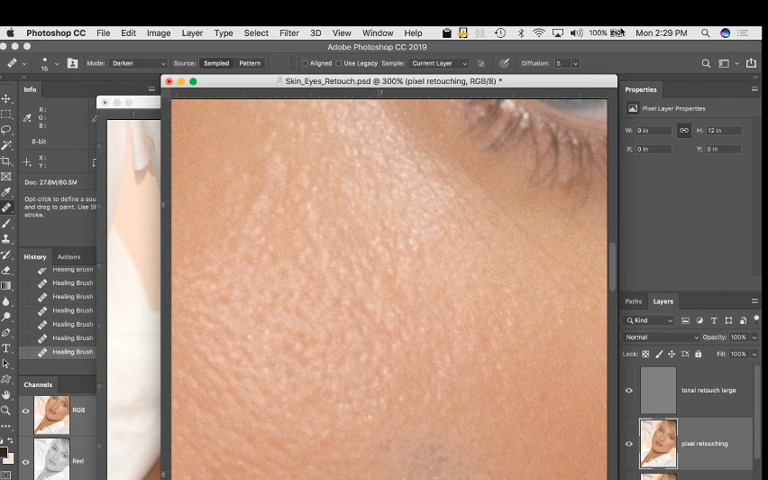 Photoshop CC File Edit Image Layer Type Select Filter 3D View Window Help 100% Mon 2:29 PM
Adobe Photoshop CC 2019
15 Mode: Darken Source: Sampled Pattern Aligned Use Legacy Sample: Current Layer Diffusion: 5
Skin_Eyes_Retouch.psd @ 300% (pixel retouching, RGB/8) *
Info
R:
G:
B:
8-bit
X:
Y:
Doc: 27.8M/60.5M
Opt-click to define a sou
and drag to paint. Use Sh
stroke.
History Actions
Healing Brush
Healing Brush
Healing Brush
Healing Brush
Healing Brush
Healing Brush
Healing Brush
Channels
RGB
Red
7
Properties
Pixel Layer Properties
W: 9 in H: 12 in
X: 0 in Y: 0 in
Paths Layers
Kind
Normal Opacity: 100%
Lock: Fill: 100%
tonal retouch large
pixel retouching